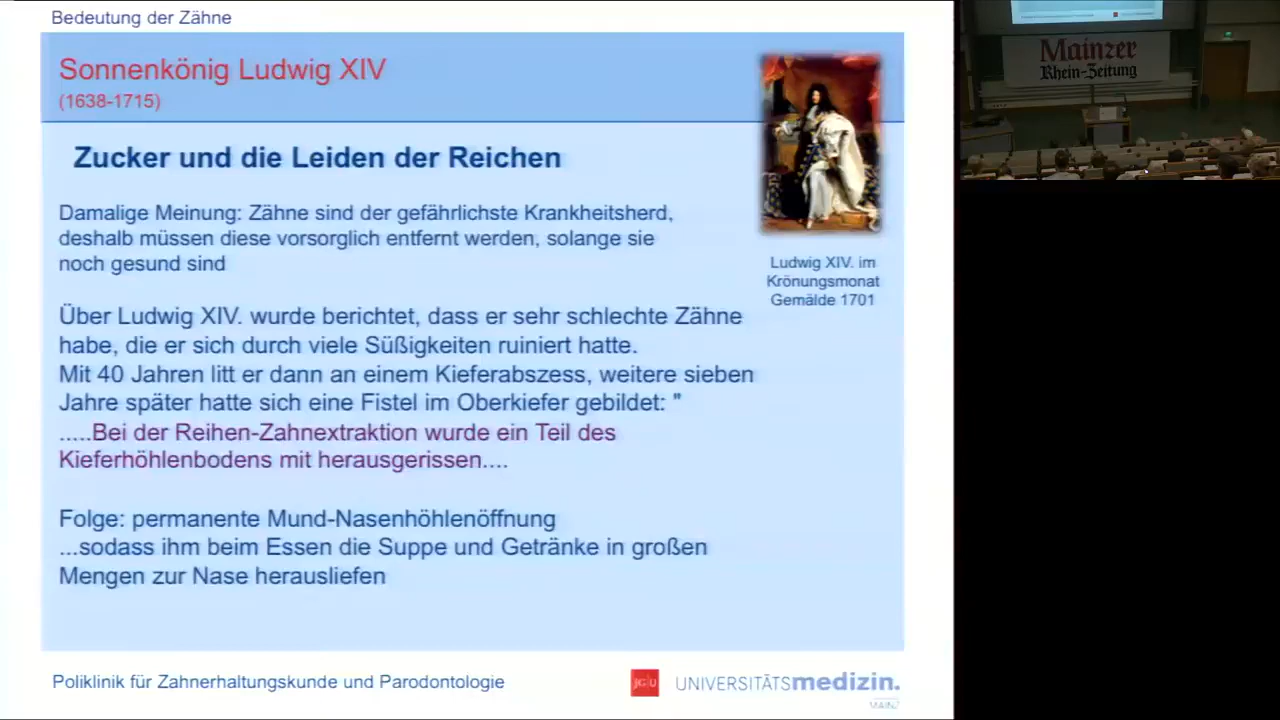 Bedeutung der Zähne
Sonnenkönig Ludwig XIV
(1638-1715)
Zucker und die Leiden der Reichen
Damalige Meinung: Zähne sind der gefährlichste Krankheitsherd,
deshalb müssen diese vorsorglich entfernt werden, solange sie
noch gesund sind
Ludwig XIV. im
Krönungsmonat
Gemälde 1701
Über Ludwig XIV. wurde berichtet, dass er sehr schlechte Zähne
habe, die er sich durch viele Süßigkeiten ruiniert hatte.
Mit 40 Jahren litt er dann an einem Kieferabszess, weitere sieben
Jahre später hatte sich eine Fistel im Oberkiefer gebildet: "
.....Bei der Reihen-Zahnextraktion wurde ein Teil des
Kieferhöhlenbodens mit herausgerissen....
Folge: permanente Mund-Nasenhöhlenöffnung
...sodass ihm beim Essen die Suppe und Getränke in großen
Mengen zur Nase herausliefen
Poliklinik für Zahnerhaltungskunde und Parodontologie
JG|U
UNIVERSITÄTSmedizin.
MAINZ
Mainzer
Rhein-Zeitung